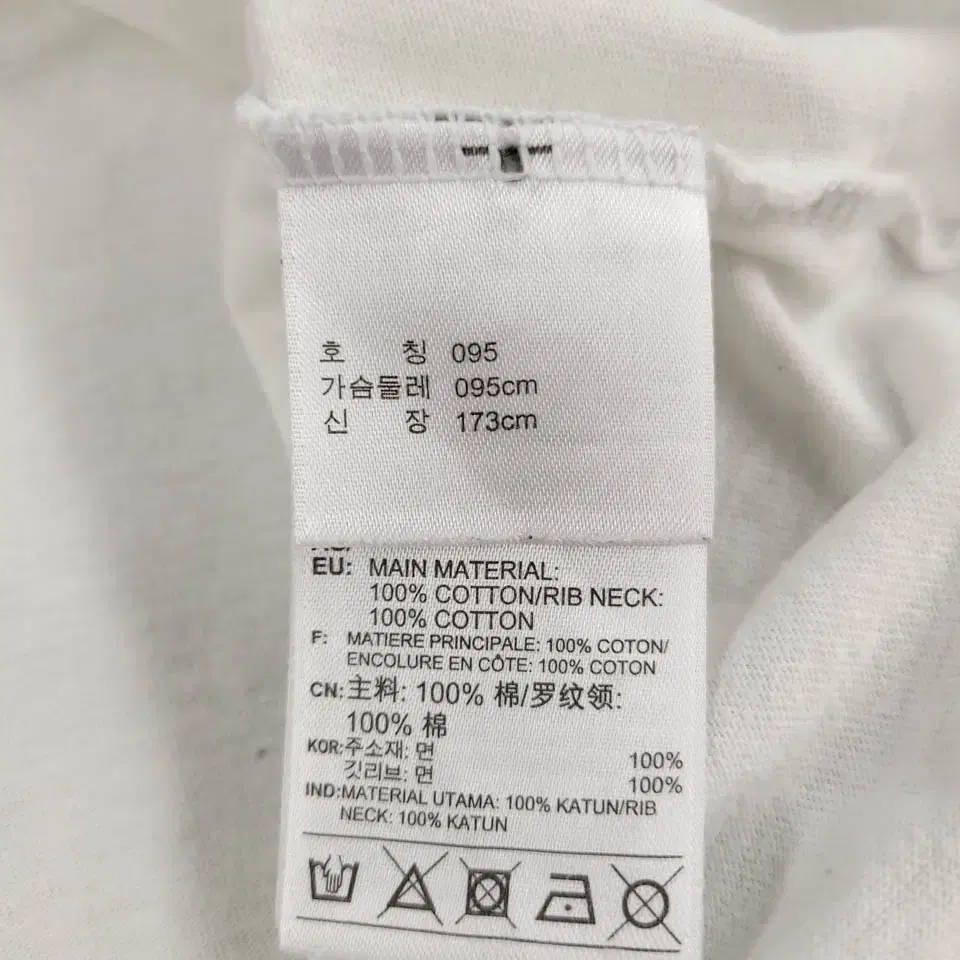 호 칭 095
가슴둘레 095cm
신 장 173cm
EU: MAIN MATERIAL:
100% COTTON/RIB NECK:
100% COTTON
F: MATIERE PRINCIPALE: 100% COTON/
ENCOLURE EN CÔTE: 100% COTON
CN: 主料: 100% 棉/罗纹领:
100% 棉
KOR:주소재: 면 100%
깃리브: 면 100%
IND:MATERIAL UTAMA: 100% KATUN/RIB
NECK: 100% KATUN